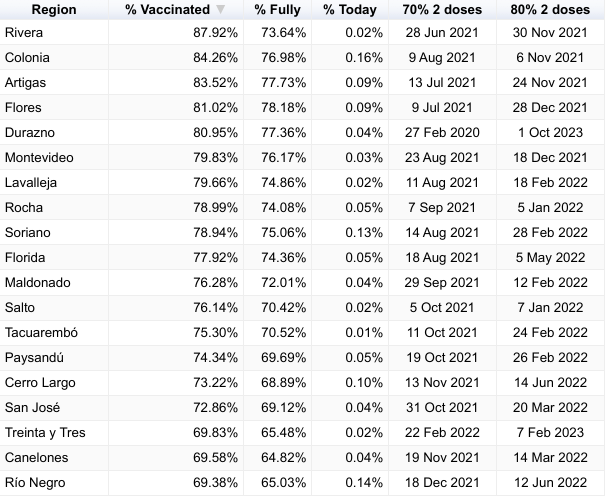 Region % Vaccinated ▼ % Fully % Today 70% 2 doses 80% 2 doses
Rivera 87.92% 73.64% 0.02% 28 Jun 2021 30 Nov 2021
Colonia 84.26% 76.98% 0.16% 9 Aug 2021 6 Nov 2021
Artigas 83.52% 77.73% 0.09% 13 Jul 2021 24 Nov 2021
Flores 81.02% 78.18% 0.09% 9 Jul 2021 28 Dec 2021
Durazno 80.95% 77.36% 0.04% 27 Feb 2020 1 Oct 2023
Montevideo 79.83% 76.17% 0.03% 23 Aug 2021 18 Dec 2021
Lavalleja 79.66% 74.86% 0.02% 11 Aug 2021 18 Feb 2022
Rocha 78.99% 74.08% 0.05% 7 Sep 2021 5 Jan 2022
Soriano 78.94% 75.06% 0.13% 14 Aug 2021 28 Feb 2022
Florida 77.92% 74.36% 0.05% 18 Aug 2021 5 May 2022
Maldonado 76.28% 72.01% 0.04% 29 Sep 2021 12 Feb 2022
Salto 76.14% 70.42% 0.02% 5 Oct 2021 7 Jan 2022
Tacuarembó 75.30% 70.52% 0.01% 11 Oct 2021 24 Feb 2022
Paysandú 74.34% 69.69% 0.05% 19 Oct 2021 26 Feb 2022
Cerro Largo 73.22% 68.89% 0.10% 13 Nov 2021 14 Jun 2022
San José 72.86% 69.12% 0.04% 31 Oct 2021 20 Mar 2022
Treinta y Tres 69.83% 65.48% 0.02% 22 Feb 2022 7 Feb 2023
Canelones 69.58% 64.82% 0.04% 19 Nov 2021 14 Mar 2022
Río Negro 69.38% 65.03% 0.14% 18 Dec 2021 12 Jun 2022